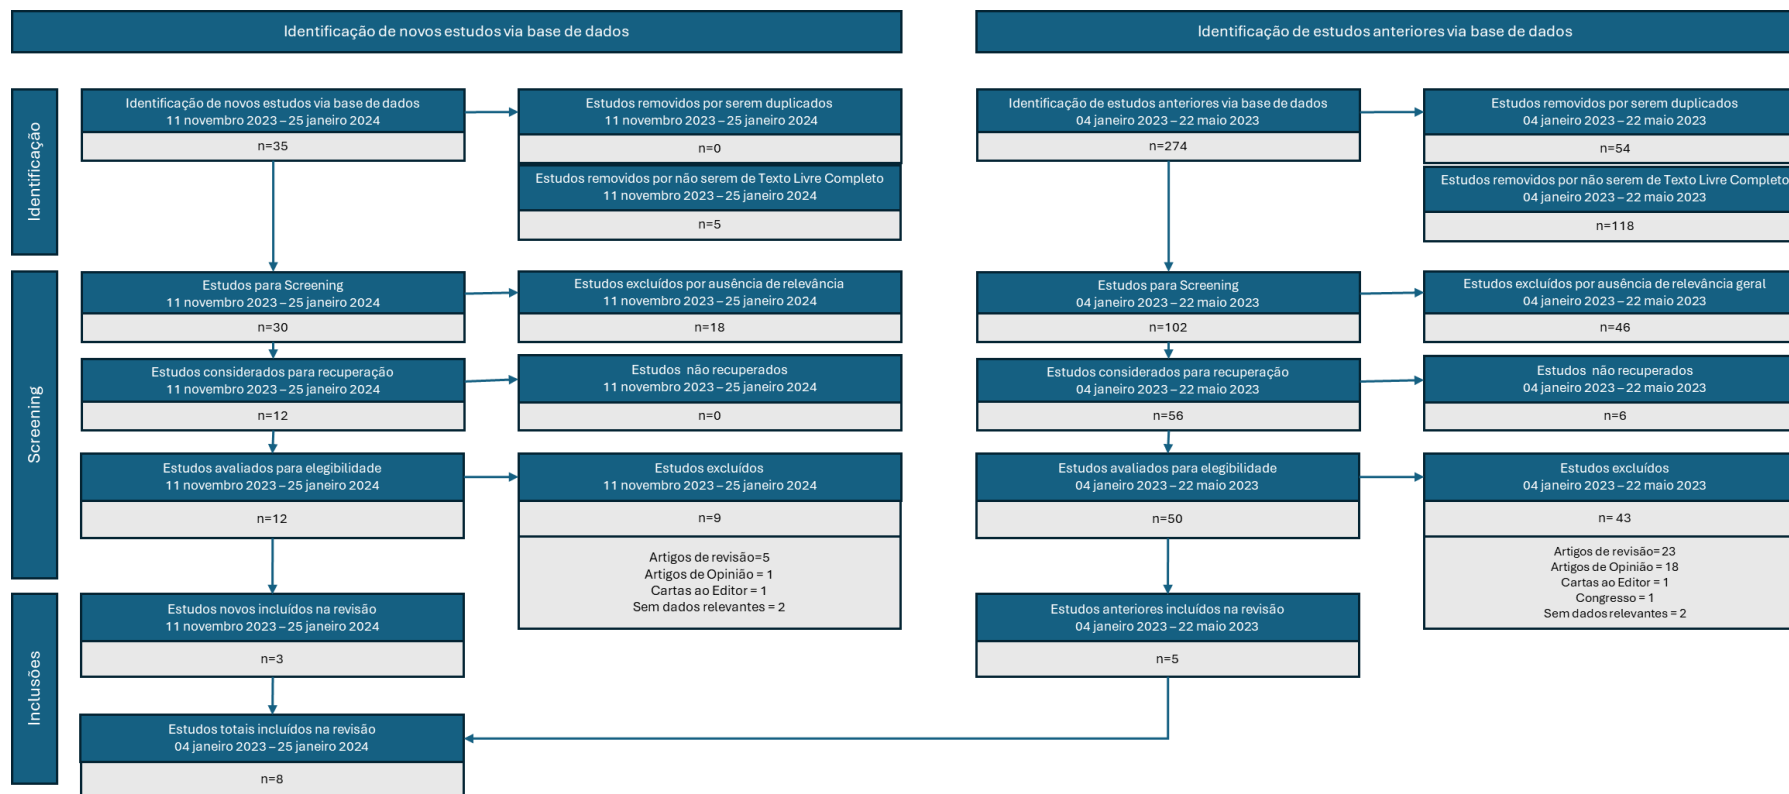 Identificação de novos estudos via base de dados
Identificação
Identificação de novos estudos via base de dados
11 novembro 2023 – 25 janeiro 2024
n=35
Estudos removidos por serem duplicados
11 novembro 2023 – 25 janeiro 2024
n=0
Estudos removidos por não serem de Texto Livre Completo
11 novembro 2023 – 25 janeiro 2024
n=5
Screening
Estudos para Screening
11 novembro 2023 – 25 janeiro 2024
n=30
Estudos excluídos por ausência de relevância
11 novembro 2023 – 25 janeiro 2024
n=18
Estudos considerados para recuperação
11 novembro 2023 – 25 janeiro 2024
n=12
Estudos não recuperados
11 novembro 2023 – 25 janeiro 2024
n=0
Estudos avaliados para elegibilidade
11 novembro 2023 – 25 janeiro 2024
n=12
Estudos excluídos
11 novembro 2023 – 25 janeiro 2024
n=9
Artigos de revisão=5
Artigos de Opinião = 1
Cartas ao Editor = 1
Sem dados relevantes = 2
Inclusões
Estudos novos incluídos na revisão
11 novembro 2023 – 25 janeiro 2024
n=3
Estudos totais incluídos na revisão
04 janeiro 2023 – 25 janeiro 2024
n=8
Identificação de estudos anteriores via base de dados
Identificação de estudos anteriores via base de dados
04 janeiro 2023 – 22 maio 2023
n=274
Estudos removidos por serem duplicados
04 janeiro 2023 – 22 maio 2023
n=54
Estudos removidos por não serem de Texto Livre Completo
04 janeiro 2023 – 22 maio 2023
n=118
Estudos para Screening
04 janeiro 2023 – 22 maio 2023
n=102
Estudos excluídos por ausência de relevância geral
04 janeiro 2023 – 22 maio 2023
n=46
Estudos considerados para recuperação
04 janeiro 2023 – 22 maio 2023
n=56
Estudos não recuperados
04 janeiro 2023 – 22 maio 2023
n=6
Estudos avaliados para elegibilidade
04 janeiro 2023 – 22 maio 2023
n=50
Estudos excluídos
04 janeiro 2023 – 22 maio 2023
n= 43
Artigos de revisão= 23
Artigos de Opinião = 18
Cartas ao Editor = 1
Congresso = 1
Sem dados relevantes = 2
Estudos anteriores incluídos na revisão
04 janeiro 2023 – 22 maio 2023
n=5